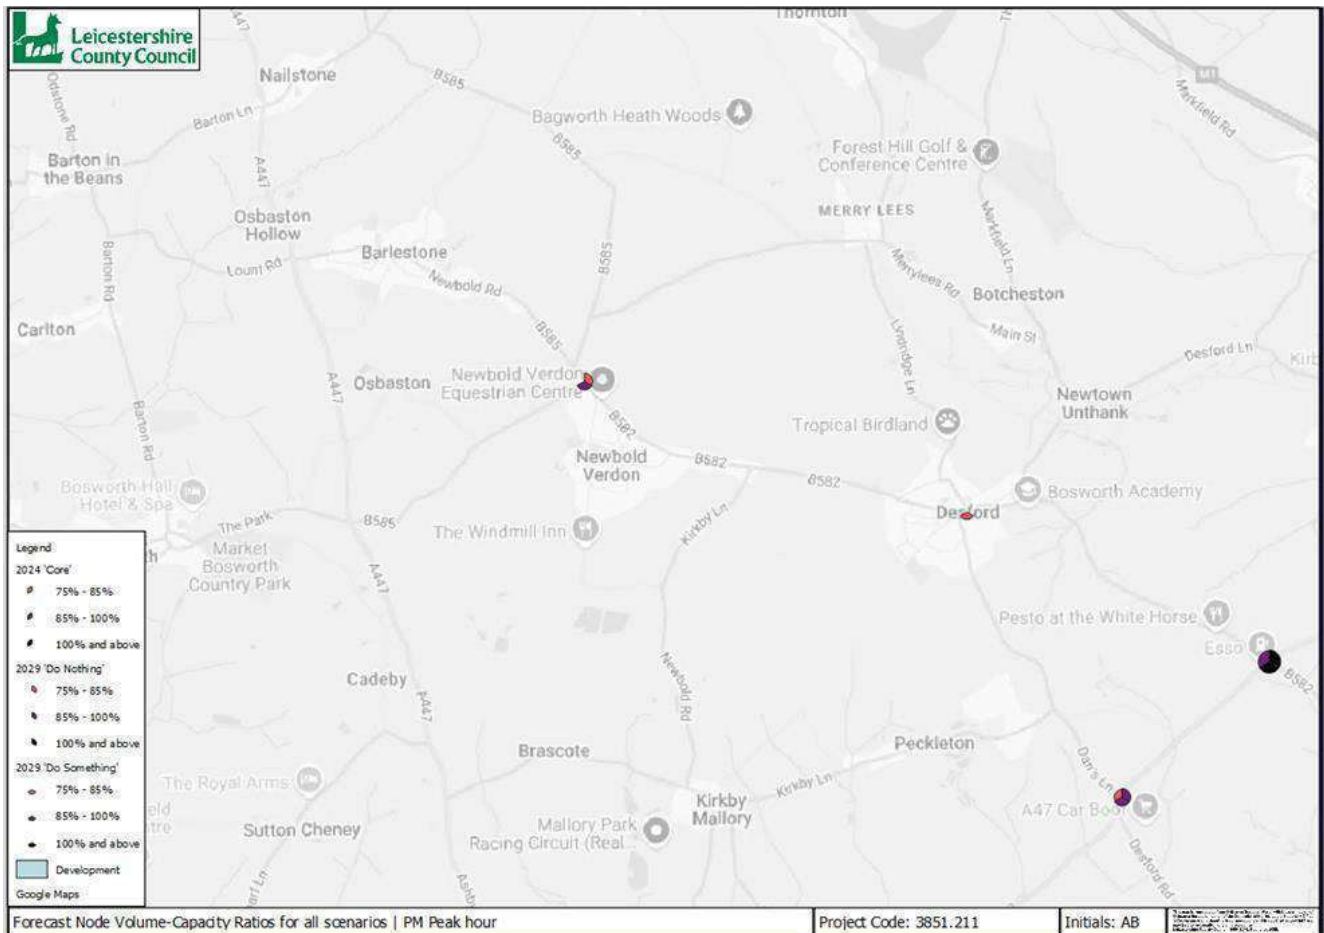 Leicestershire
County Council
A447
Thornton
Nailstone
B585
M1
Odstone Rd
Barton Ln
Bagworth Heath Woods
Markfield Rd
Barton in
the Beans
A447
B585
Forest Hill Golf &
Conference Centre
Osbaston
Hollow
MERRY LEES
Markfield Ln
Barton Rd
Lount Rd
Barlestone
B585
Merrylees Rd
Newbold Rd
Botcheston
Carlton
B585
Lindridge Ln
Main St
Desford Ln
Osbaston
Newbold Verdon
Equestrian Centre
A447
Newtown
Unthank
Barton Rd
B582
Tropical Birdland
Newbold
Verdon
B582
B582
Bosworth Hall
Hotel & Spa
Bosworth Academy
The Park
B585
The Windmill Inn
Kirkby Ln
Desford
Market
Bosworth
Country Park
A447
Pesto at the White Horse
Esso
B582
Cadeby
A447
Newbold Rd
Brascote
Peckleton
Dan's Ln
The Royal Arms
Kirkby Ln
Kirkby
Mallory
A47 Car Boot
Sutton Cheney
Mallory Park
Racing Circuit (Real...
Desford Rd
Legend
2024 'Core'
75% - 85%
85% - 100%
100% and above
2029 'Do Nothing'
75% - 85%
85% - 100%
100% and above
2029 'Do Something'
75% - 85%
85% - 100%
100% and above
Development
Google Maps
Forecast Node Volume-Capacity Ratios for all scenarios | PM Peak hour
Project Code: 3851.211
Initials: AB